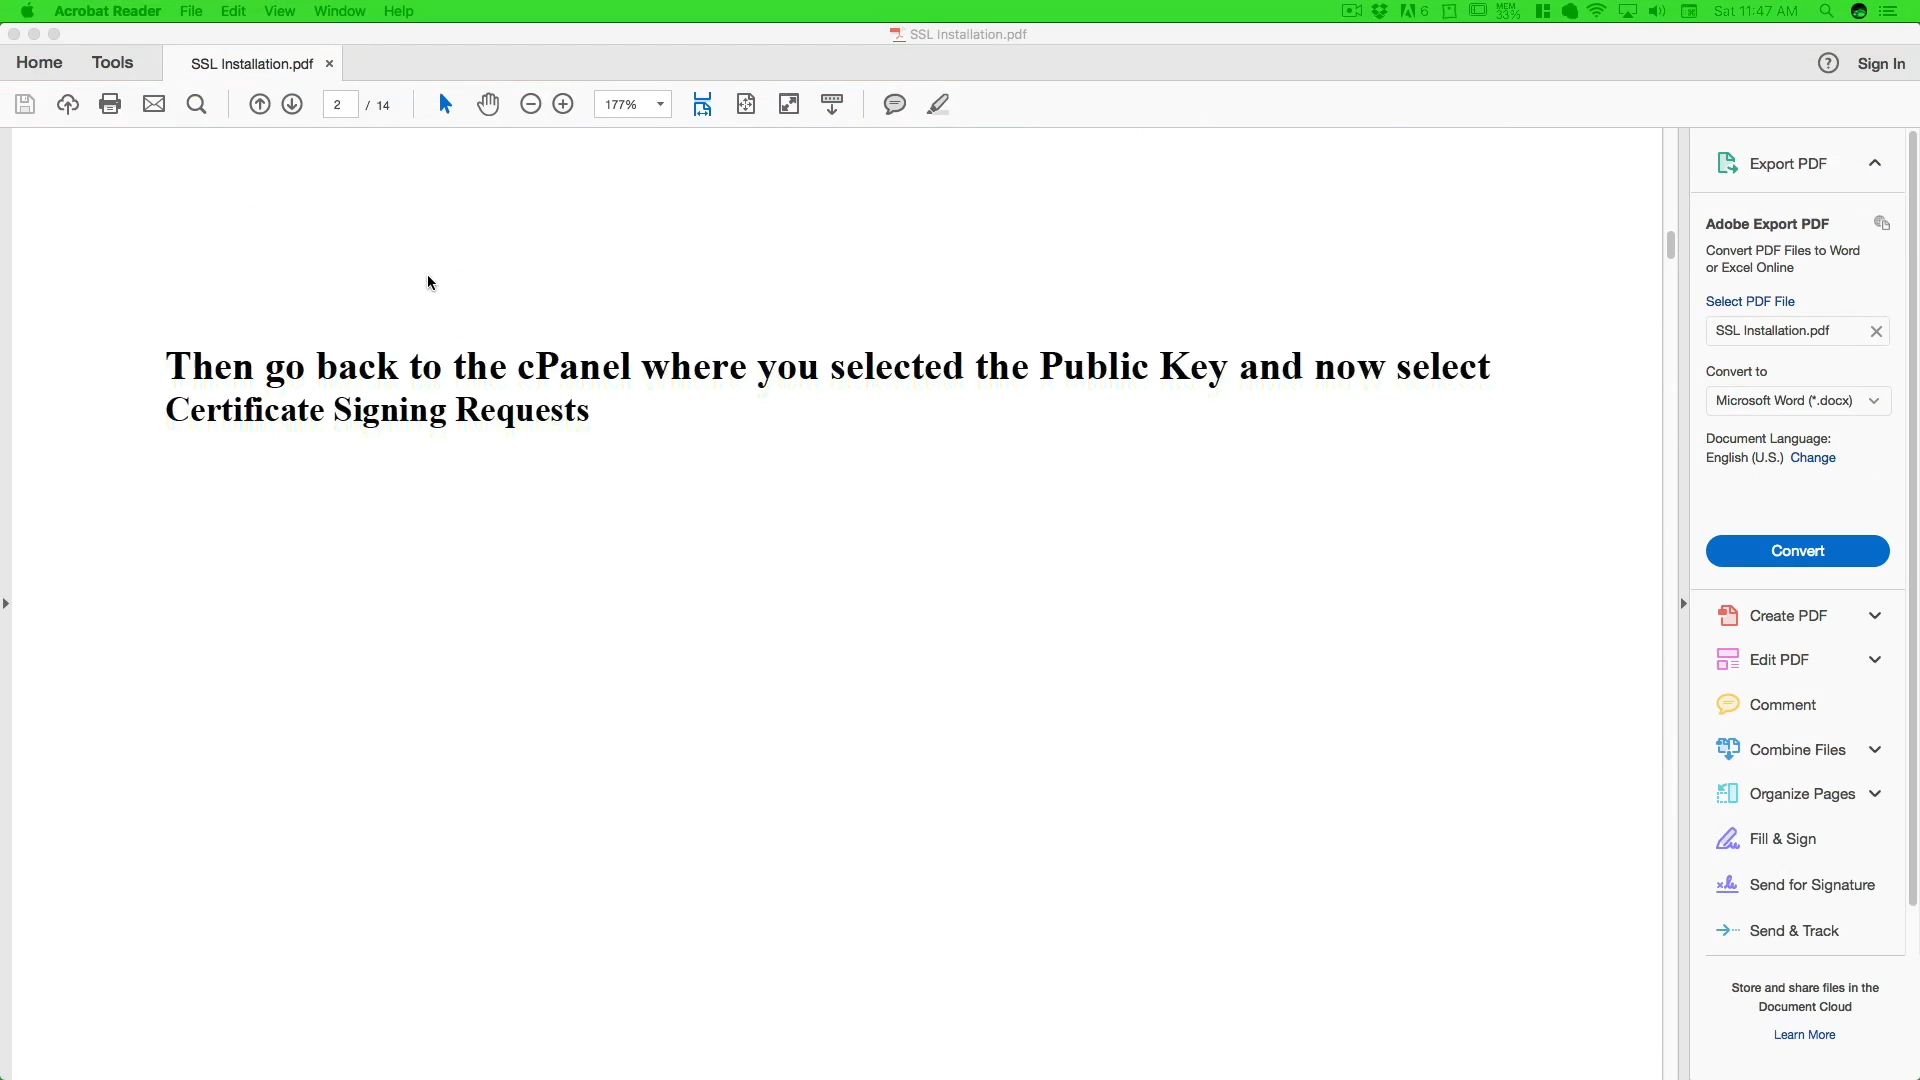 Acrobat Reader File Edit View Window Help 6 MEM 33% Sat 11:47 AM
SSL Installation.pdf
Home Tools SSL Installation.pdf × ? Sign In
2 / 14 177%
Then go back to the cPanel where you selected the Public Key and now select
Certificate Signing Requests
Export PDF
Adobe Export PDF
Convert PDF Files to Word
or Excel Online
Select PDF File
SSL Installation.pdf
Convert to
Microsoft Word (*.docx)
Document Language:
English (U.S.) Change
Convert
Create PDF
Edit PDF
Comment
Combine Files
Organize Pages
Fill & Sign
Send for Signature
Send & Track
Store and share files in the
Document Cloud
Learn More